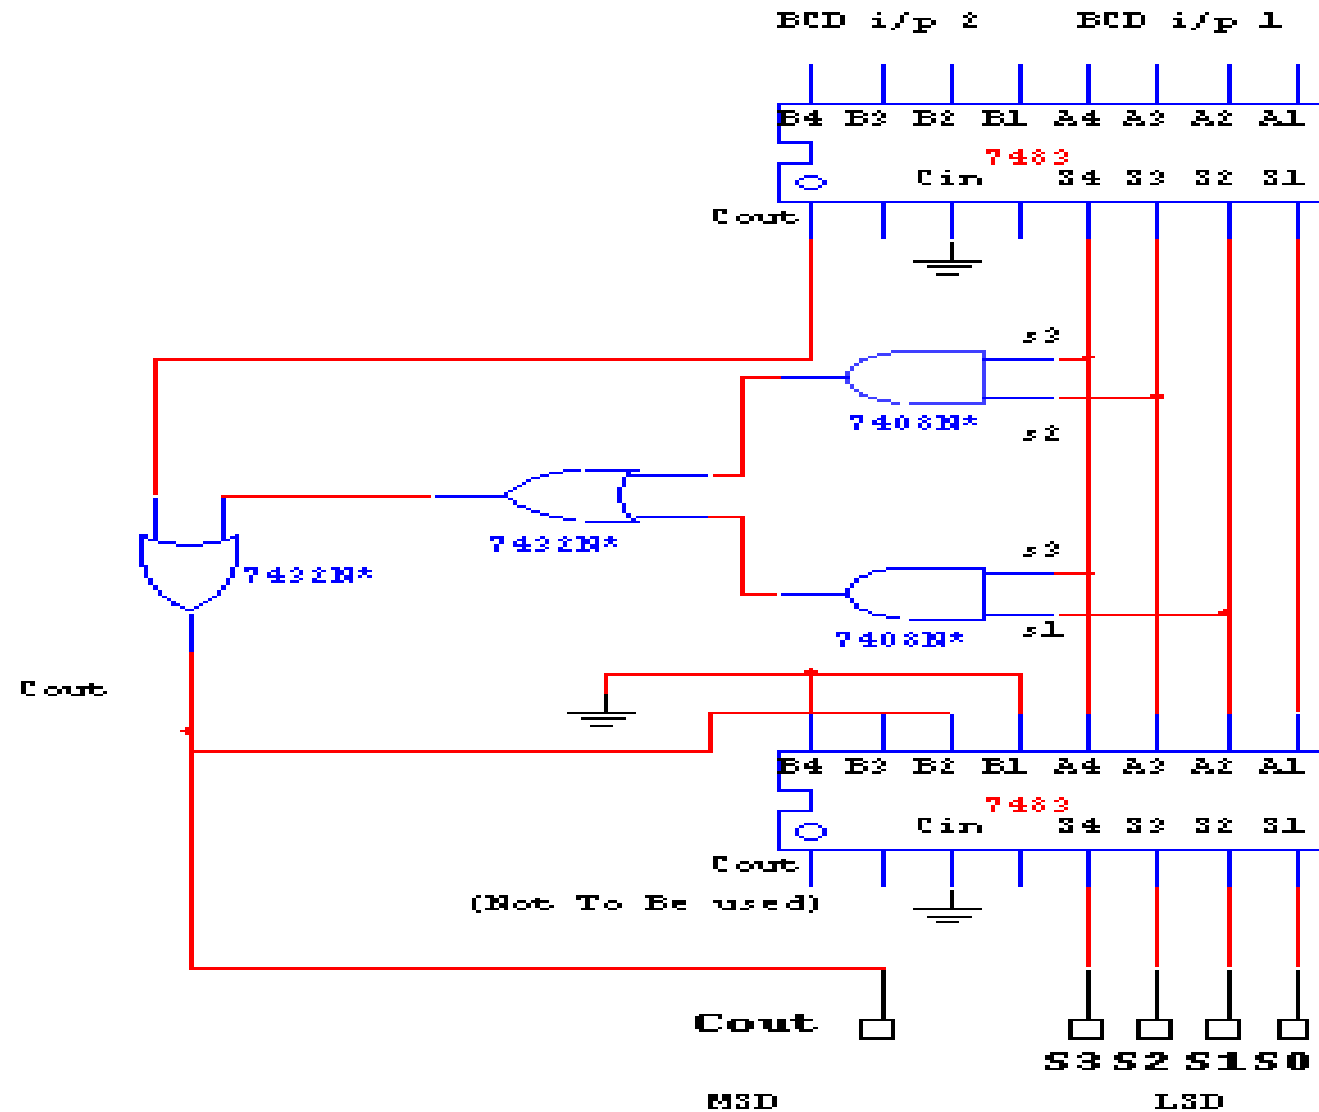 BCD i/p 2 BCD i/p 1
B4 B3 B2 B1 A4 A3 A2 A1
7483
Cin S4 S3 S2 S1
Cout
s3
7408N*
s2
7432N*
s3
7432N*
s1
7408N*
Cout
B4 B3 B2 B1 A4 A3 A2 A1
7483
Cin S4 S3 S2 S1
Cout
(Not To Be used)
Cout
S3 S2 S1 S0
MSD LSD